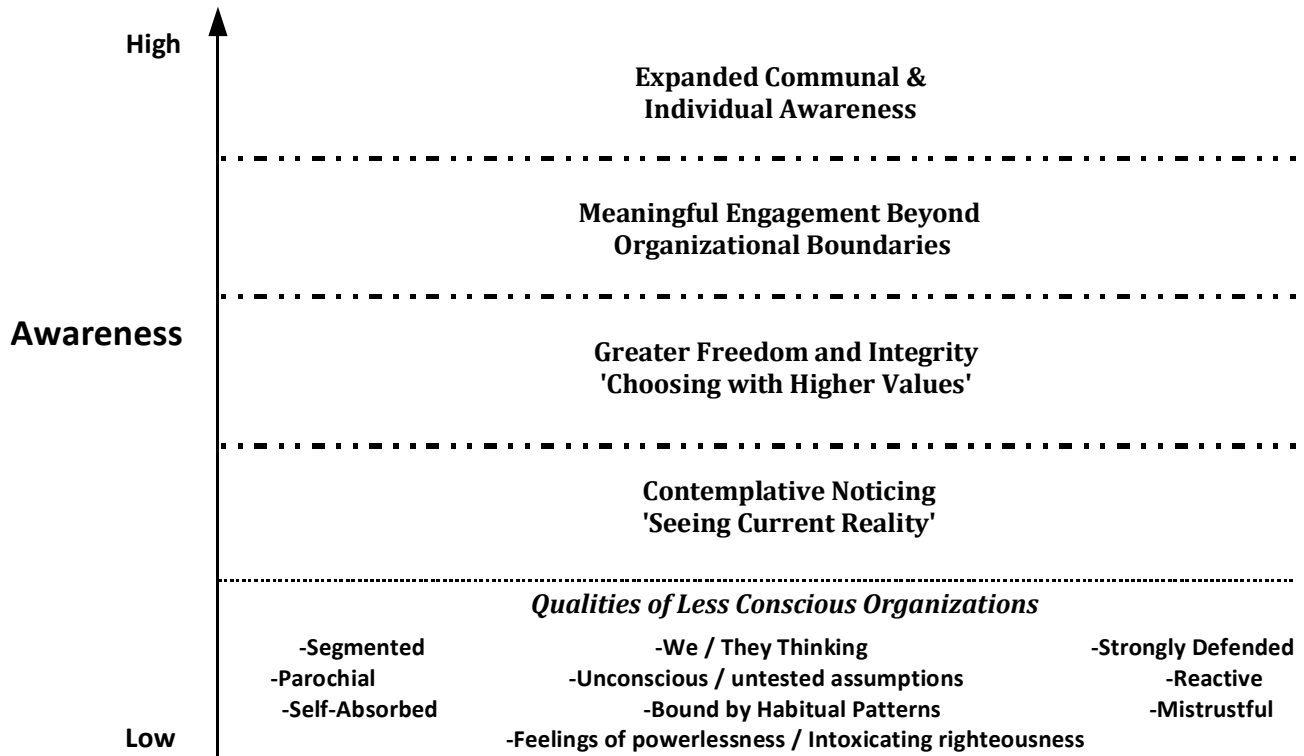 High
Expanded Communal &
Individual Awareness
Meaningful Engagement Beyond
Organizational Boundaries
Awareness
Greater Freedom and Integrity
'Choosing with Higher Values'
Contemplative Noticing
'Seeing Current Reality'
Qualities of Less Conscious Organizations
-Segmented -We / They Thinking -Strongly Defended
-Parochial -Unconscious / untested assumptions -Reactive
-Self-Absorbed -Bound by Habitual Patterns -Mistrustful
Low -Feelings of powerlessness / Intoxicating righteousness